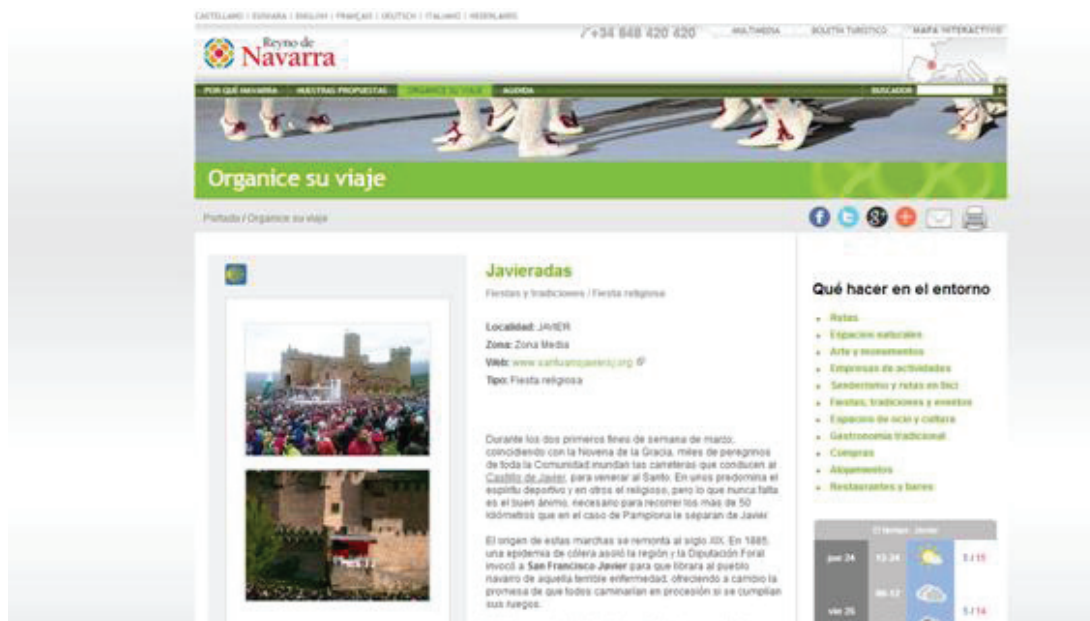 CASTELLANO | EUSKARA | ENGLISH | FRANÇAIS | DEUTSCH | ITALIANO | NEDERLANDS
Reyno de
Navarra
+34 848 420 420
MULTIMEDIA
BOLETÍN TURÍSTICO
MAPA INTERACTIVO
POR QUÉ NAVARRA
NUESTRAS PROPUESTAS
ORGANICE SU VIAJE
AGENDA
BUSCADOR
Organice su viaje
Portada / Organice su viaje
Javieradas
Fiestas y tradiciones / Fiesta religiosa
Localidad: JAVIER
Zona: Zona Media
Web: www.santuariojaviersj.org
Tipo: Fiesta religiosa
Durante los dos primeros fines de semana de marzo,
coincidiendo con la Novena de la Gracia, miles de peregrinos
de toda la Comunidad inundan las carreteras que conducen al
Castillo de Javier, para venerar al Santo. En unos predomina el
espíritu deportivo y en otros el religioso, pero lo que nunca falta
es el buen ánimo, necesario para recorrer los más de 50
kilómetros que en el caso de Pamplona le separan de Javier
El origen de estas marchas se remonta al siglo XIX. En 1885,
una epidemia de cólera asoló la región y la Diputación Foral
invocó a San Francisco Javier para que librara al pueblo
navarro de aquella terrible enfermedad, ofreciendo a cambio la
promesa de que todos caminarían en procesión si se cumplían
sus ruegos.
Qué hacer en el entorno
Rutas
Espacios naturales
Arte y monumentos
Empresas de actividades
Senderismo y rutas en bici
Fiestas, tradiciones y eventos
Espacios de ocio y cultura
Gastronomía tradicional
Compras
Alojamientos
Restaurantes y bares
El tiempo: Javier
jue 24
12-24
5 / 15
vie 25
5 / 14